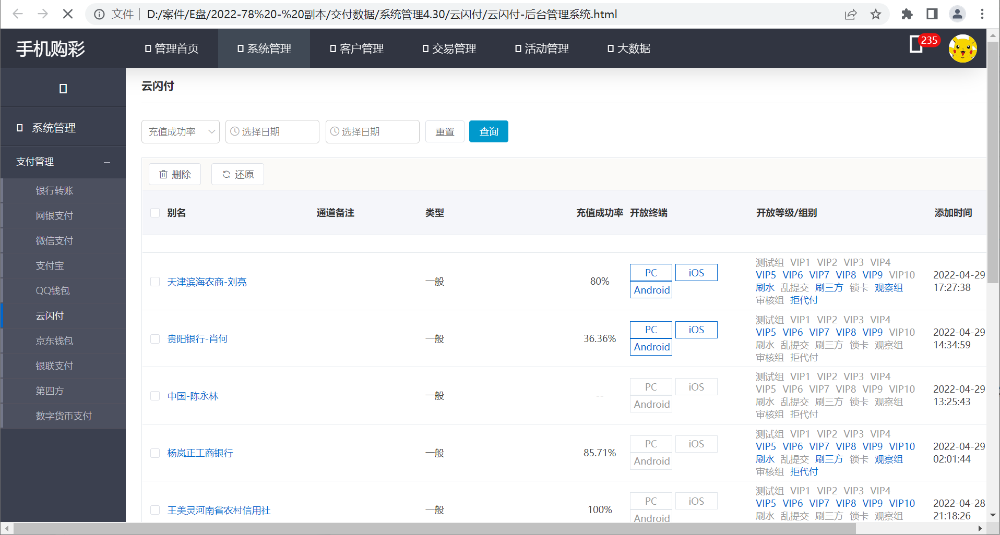 文件 D:/案件/E盘/2022-78%20-%20副本/交付数据/系统管理4.30/云闪付/云闪付-后台管理系统.html
手机购彩 管理首页 系统管理 客户管理 交易管理 活动管理 大数据 235
系统管理
支付管理
银行转账
网银支付
微信支付
支付宝
QQ钱包
云闪付
京东钱包
银联支付
第四方
数字货币支付
云闪付
充值成功率 选择日期 选择日期 重置 查询
删除 还原
别名 通道备注 类型 充值成功率 开放终端 开放等级/组别 添加时间
天津滨海农商-刘亮 一般 80% PC iOS
Android
测试组 VIP1 VIP2 VIP3 VIP4
VIP5 VIP6 VIP7 VIP8 VIP9 VIP10
刷水 乱提交 刷三方 锁卡 观察组
审核组 拒代付
2022-04-29
17:27:38
贵阳银行-肖何 一般 36.36% PC iOS
Android
测试组 VIP1 VIP2 VIP3 VIP4
VIP5 VIP6 VIP7 VIP8 VIP9 VIP10
刷水 乱提交 刷三方 锁卡 观察组
审核组 拒代付
2022-04-29
14:34:59
中国-陈永林 一般 -- PC iOS
Android
测试组 VIP1 VIP2 VIP3 VIP4
VIP5 VIP6 VIP7 VIP8 VIP9 VIP10
刷水 乱提交 刷三方 锁卡 观察组
审核组 拒代付
2022-04-29
13:25:43
杨岚正工商银行 一般 85.71% PC iOS
Android
测试组 VIP1 VIP2 VIP3 VIP4
VIP5 VIP6 VIP7 VIP8 VIP9 VIP10
刷水 乱提交 刷三方 锁卡 观察组
审核组 拒代付
2022-04-29
02:01:44
王美灵河南省农村信用社 一般 100% PC iOS
Android
测试组 VIP1 VIP2 VIP3 VIP4
VIP5 VIP6 VIP7 VIP8 VIP9 VIP10
刷水 乱提交 刷三方 锁卡 观察组
2022-04-28
21:18:26